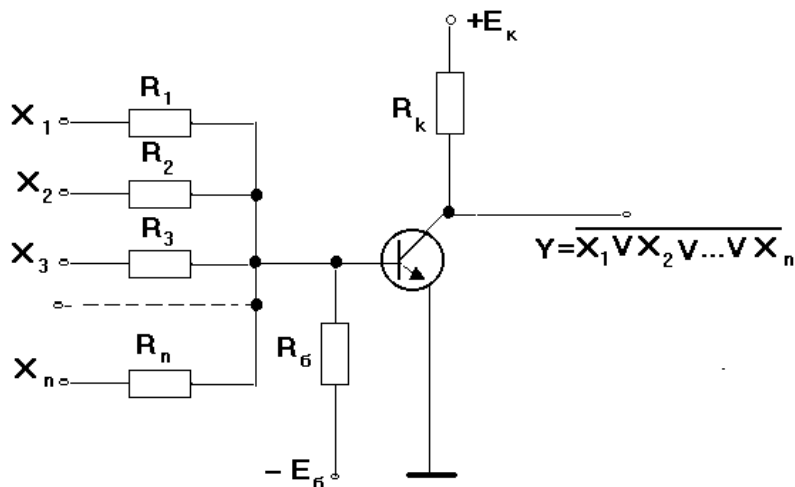 +Eк
R1
Rk
X1
R2
X2
R3
Y=X1VX2V...VXn
X3
Rn
Rб
Xn
− Eб